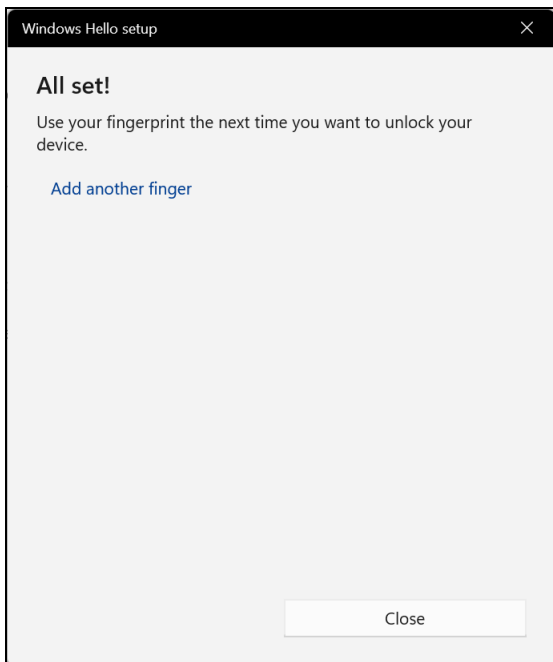 Windows Hello setup
All set!
Use your fingerprint the next time you want to unlock your
device.
Add another finger
Close